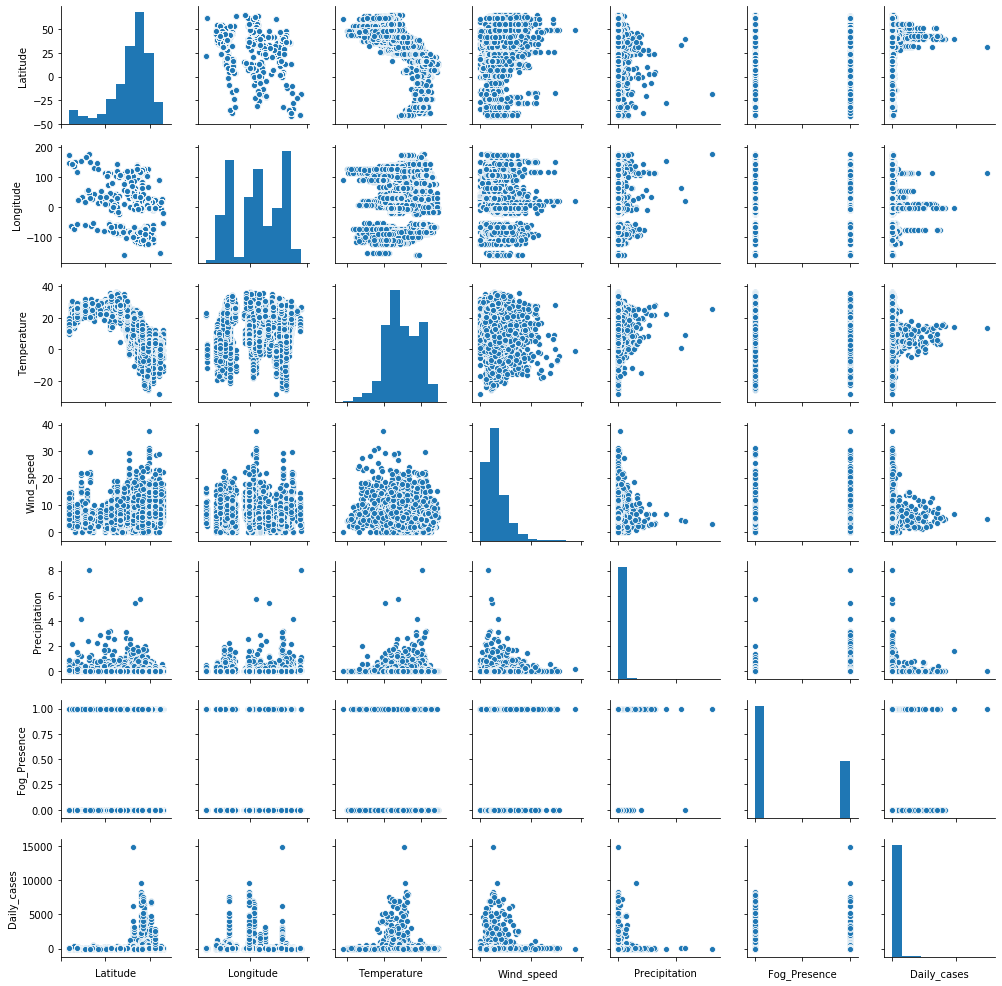 50
25
0
−25
−50
Latitude
200
100
0
−100
Longitude
40
20
0
−20
Temperature
40
30
20
10
0
Wind_speed
8
6
4
2
0
Precipitation
1.00
0.75
0.50
0.25
0.00
Fog_Presence
15000
10000
5000
0
Daily_cases
Latitude
Longitude
Temperature
Wind_speed
Precipitation
Fog_Presence
Daily_cases